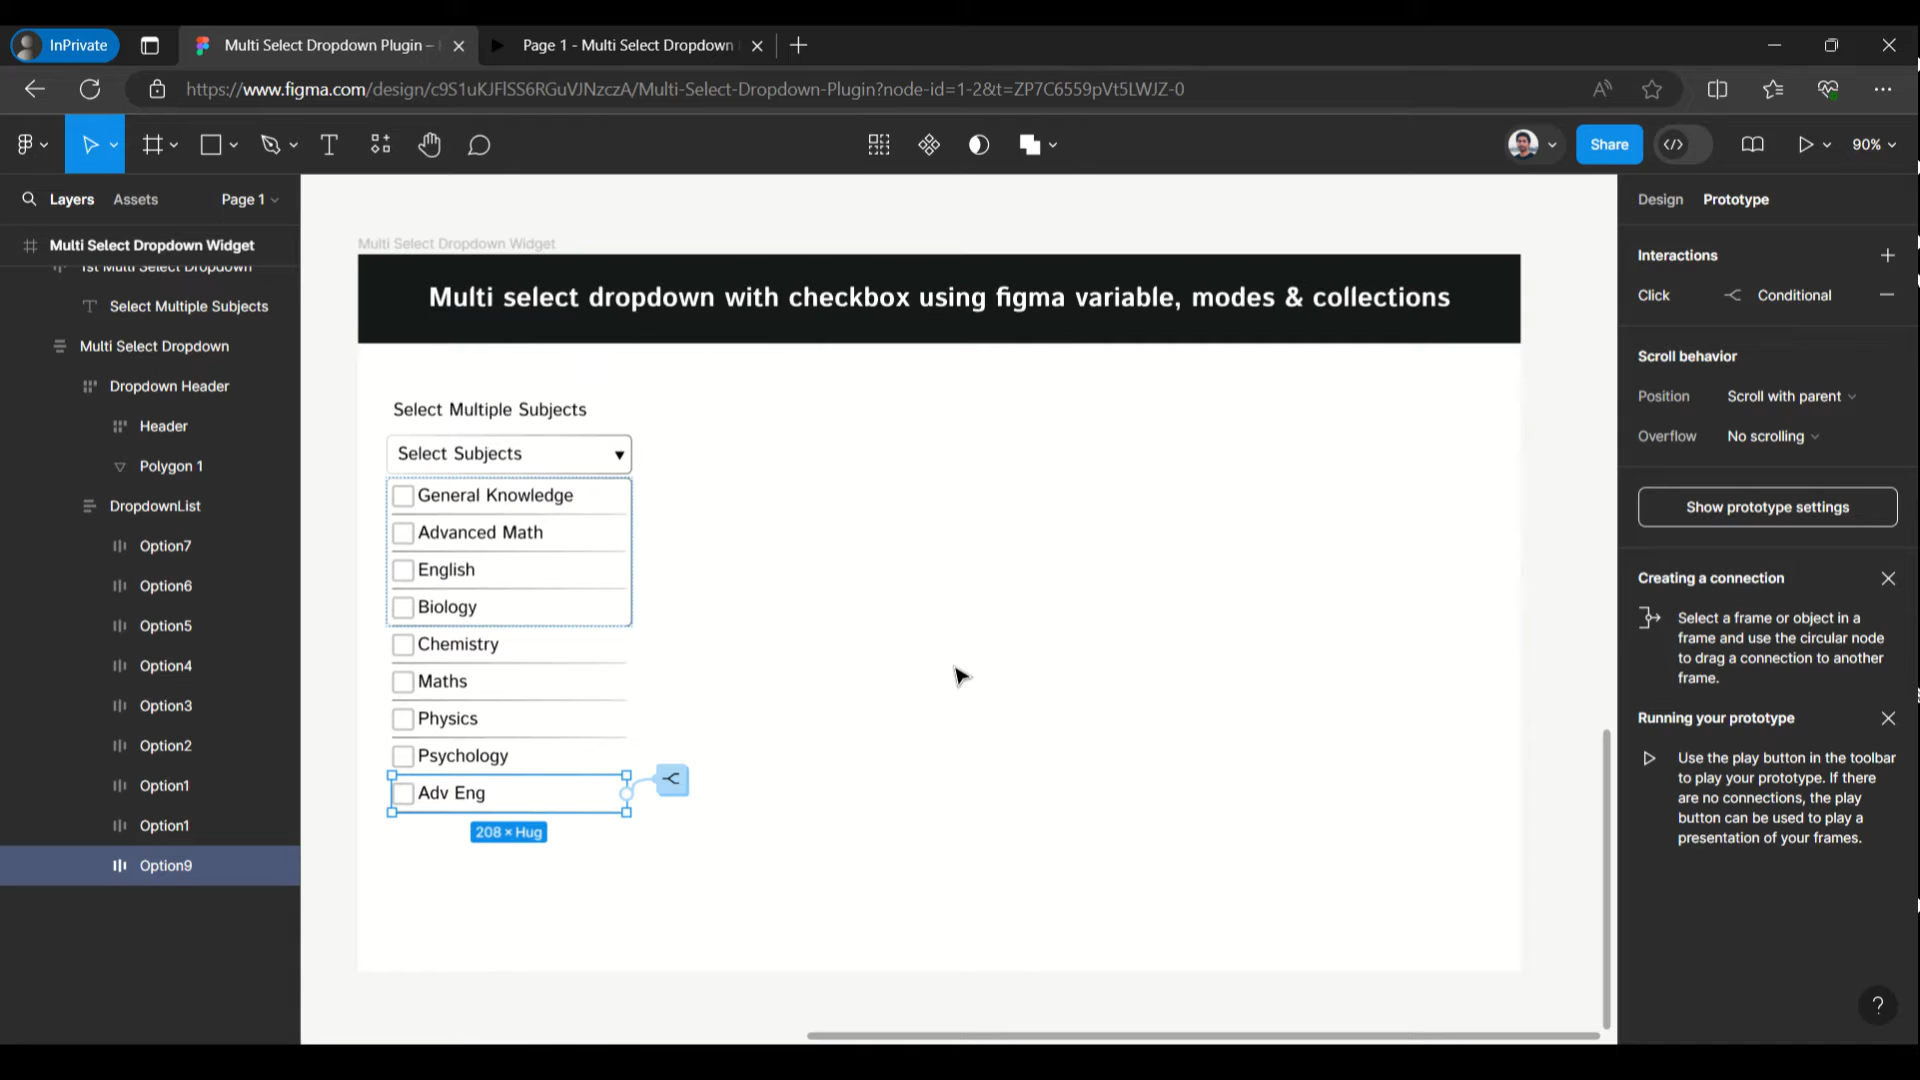 InPrivate
Multi Select Dropdown Plugin –
Page 1 - Multi Select Dropdown
https://www.figma.com/design/c9S1uKJFlSS6RGuVJNzczA/Multi-Select-Dropdown-Plugin?node-id=1-2&t=ZP7C6559pVt5LWJZ-0
Share
90%
Layers
Assets
Page 1
Multi Select Dropdown Widget
1st Multi Select Dropdown
Select Multiple Subjects
Multi Select Dropdown
Dropdown Header
Header
Polygon 1
DropdownList
Option7
Option6
Option5
Option4
Option3
Option2
Option1
Option1
Option9
Multi Select Dropdown Widget
Multi select dropdown with checkbox using figma variable, modes & collections
Select Multiple Subjects
Select Subjects
General Knowledge
Advanced Math
English
Biology
Chemistry
Maths
Physics
Psychology
Adv Eng
208 × Hug
Design
Prototype
Interactions
Click
Conditional
Scroll behavior
Position
Scroll with parent
Overflow
No scrolling
Show prototype settings
Creating a connection
Select a frame or object in a
frame and use the circular node
to drag a connection to another
frame.
Running your prototype
Use the play button in the toolbar
to play your prototype. If there
are no connections, the play
button can be used to play a
presentation of your frames.
?